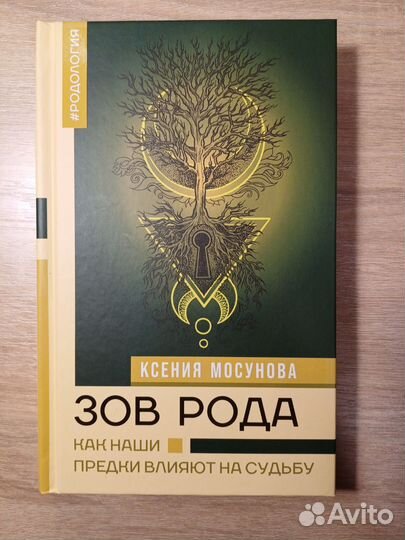 #РОДОЛОГИЯ
КСЕНИЯ МОСУНОВА
ЗОВ РОДА
КАК НАШИ
ПРЕДКИ ВЛИЯЮТ НА СУДЬБУ
Avito